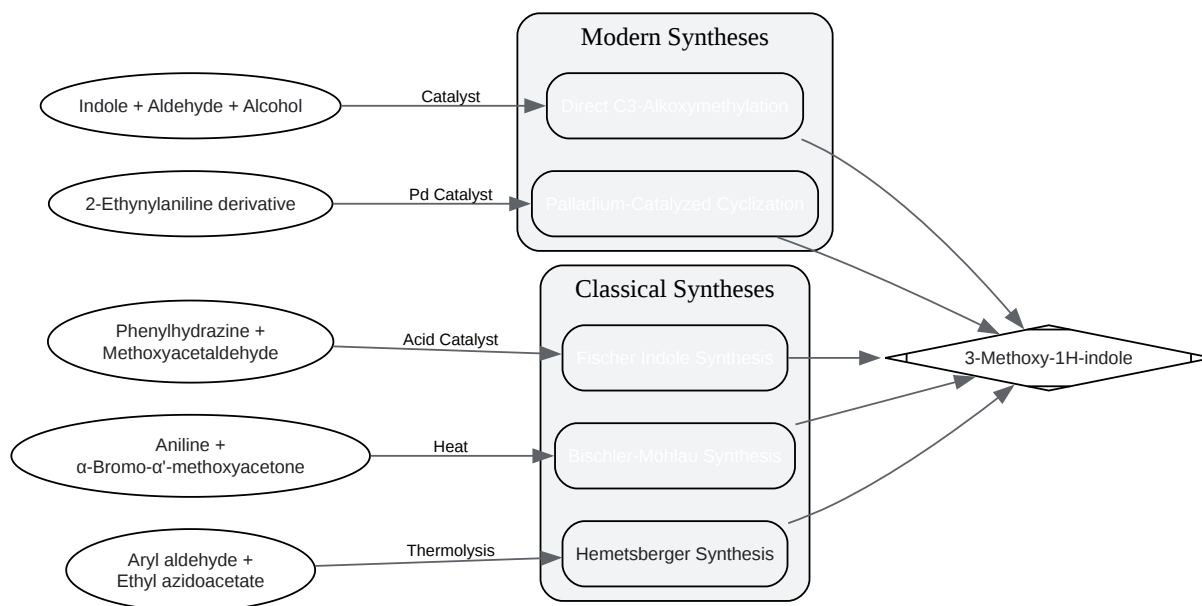 Modern Syntheses
Indole + Aldehyde + Alcohol
Catalyst
Direct C3-Alkoxymethylation
2-Ethynylaniline derivative
Pd Catalyst
Palladium-Catalyzed Cyclization
Classical Syntheses
Phenylhydrazine +
Methoxyacetaldehyde
Acid Catalyst
Fischer Indole Synthesis
3-Methoxy-1H-indole
Aniline +
α-Bromo-α'-methoxyacetone
Heat
Bischler-Möhlau Synthesis
Aryl aldehyde +
Ethyl azidoacetate
Thermolysis
Hemetsberger Synthesis